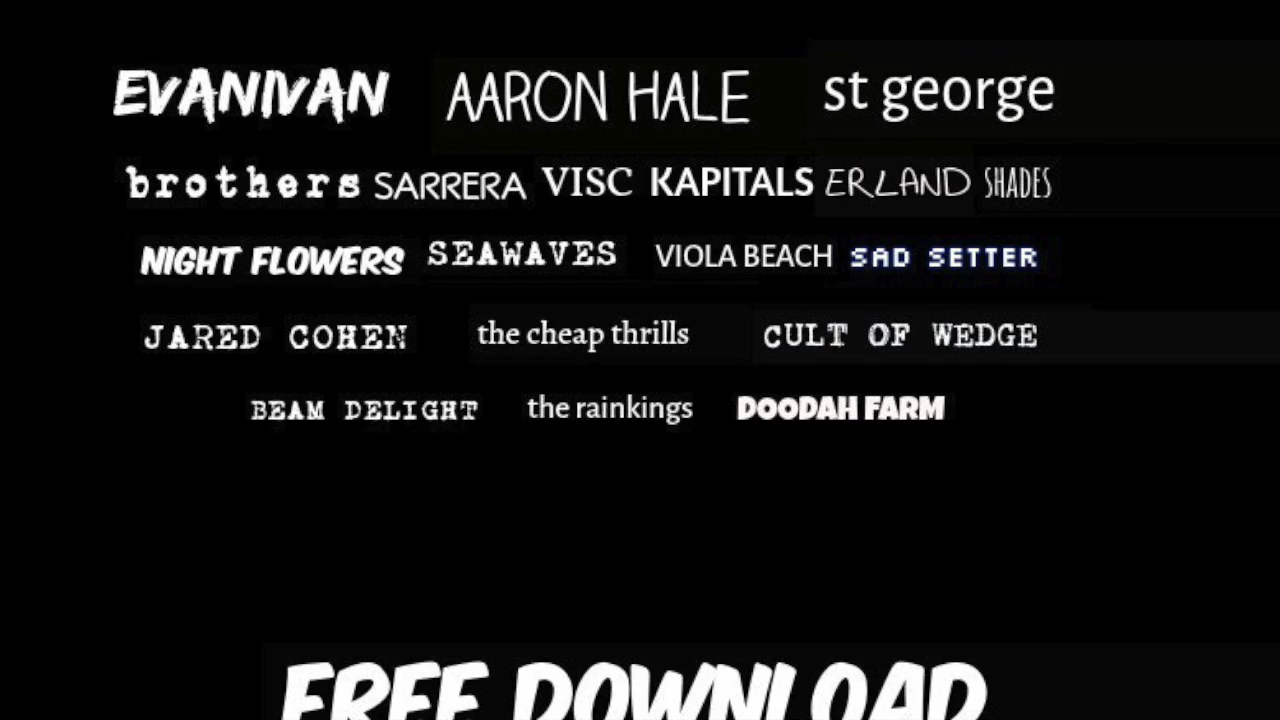 EVANIVAN AARON HALE st george
brothers SARRERA VISC KAPITALS ERLAND SHADES
NIGHT FLOWERS SEAWAVES VIOLA BEACH SAD SETTER
JARED COHEN the cheap thrills CULT OF WEDGE
BEAM DELIGHT the rainkings DOODAH FARM
FREE DOWNLOAD